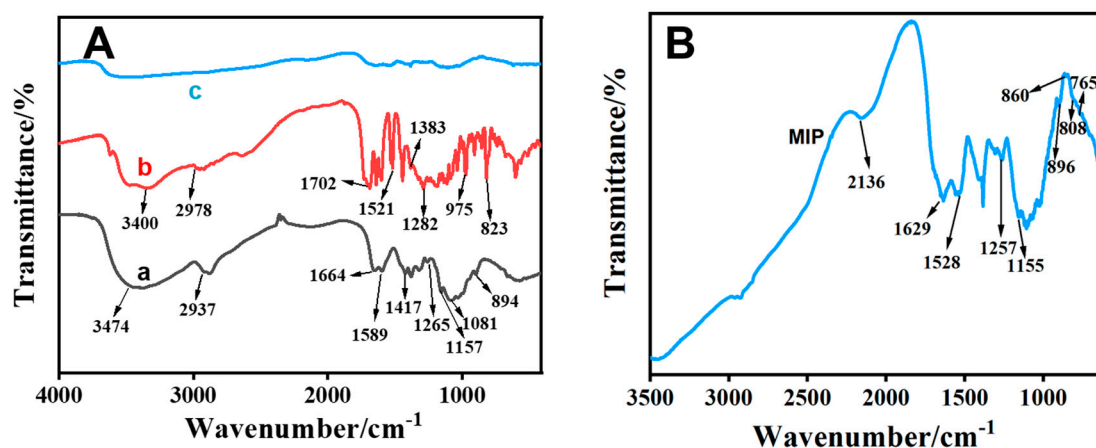 A
Transmittance/%
c
b
a
1383
3400
2978
1702
1521
1282
975
823
3474
2937
1664
1589
1417
1265
1157
1081
894
4000 3000 2000 1000
Wavenumber/cm-1
B
Transmittance/%
MIP
2136
1629
1528
1257
1155
860
765
808
896
3500 3000 2500 2000 1500 1000
Wavenumber/cm-1